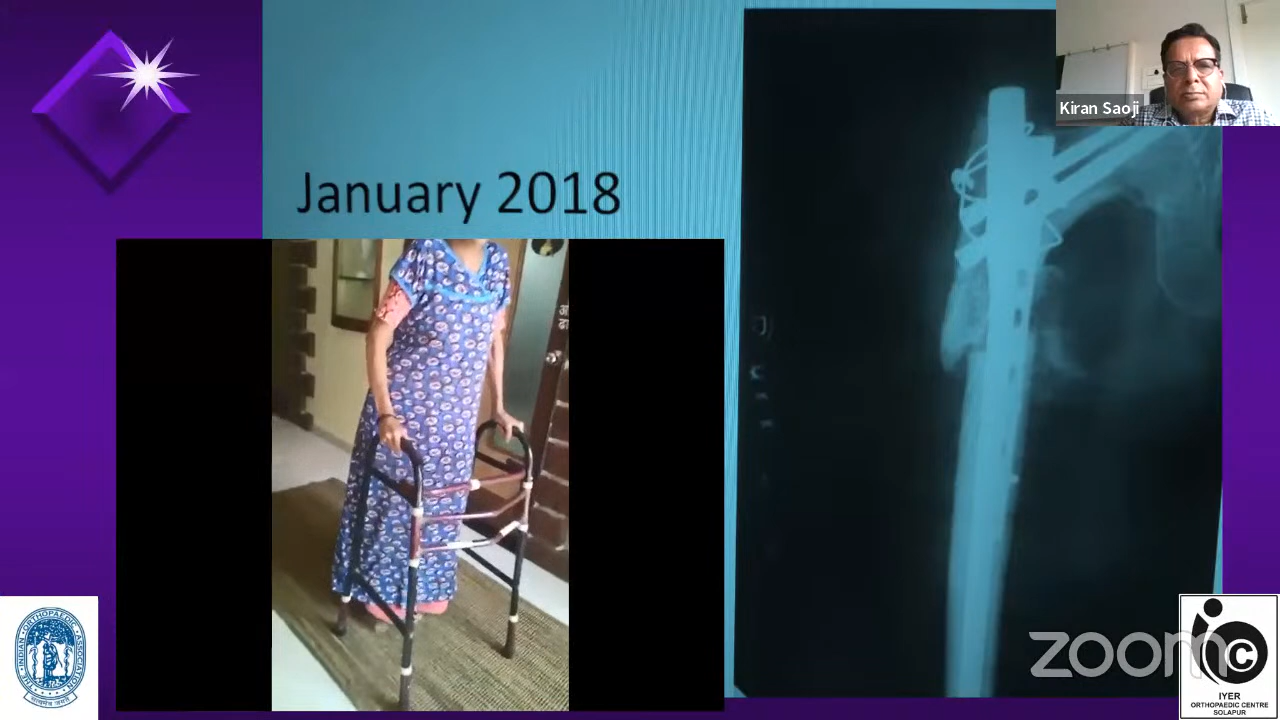 Kiran Saoji
January 2018
zoom
IYER
ORTHOPAEDIC CENTRE
SOLAPUR